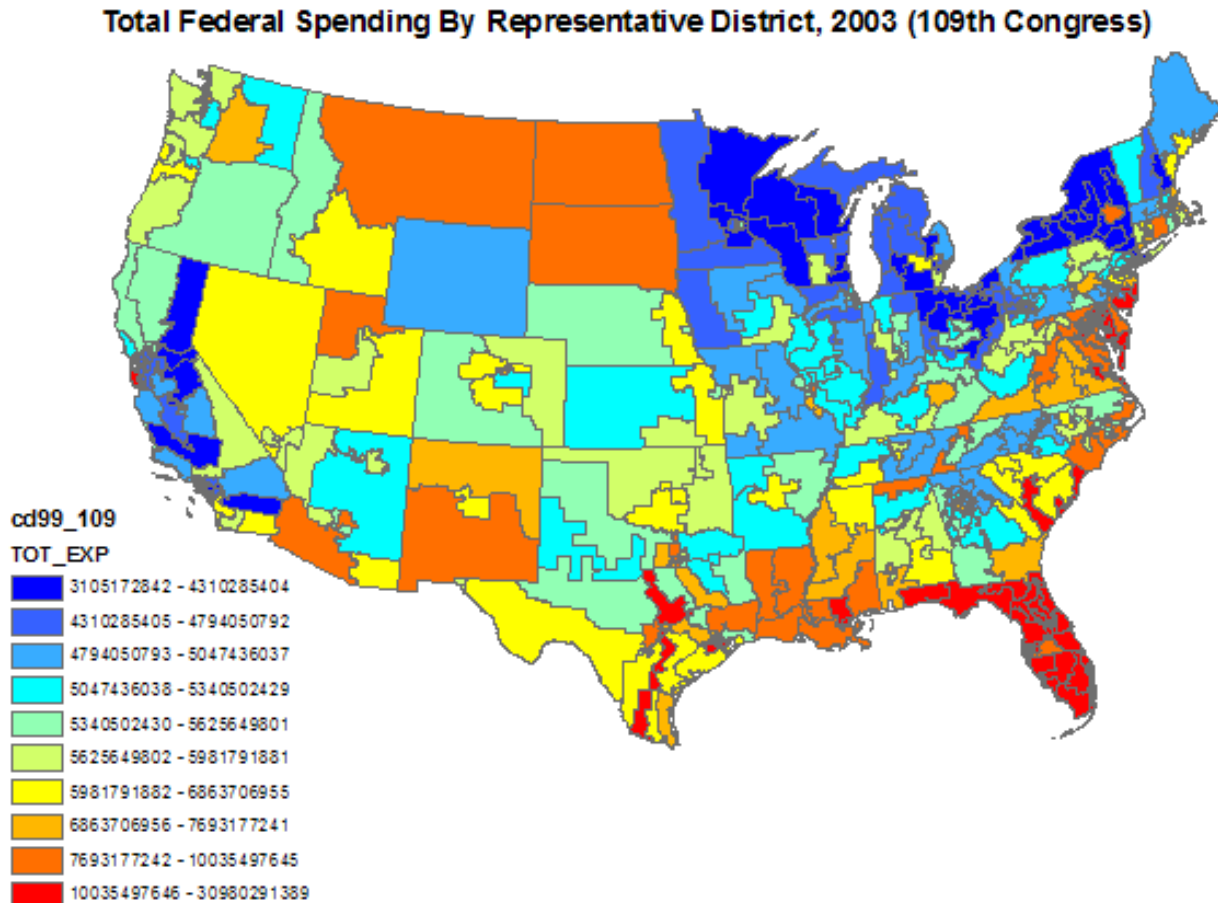 Total Federal Spending By Representative District, 2003 (109th Congress)
cd99_109
TOT_EXP
3105172842 - 4310285404
4310285405 - 4794050792
4794050793 - 5047436037
5047436038 - 5340502429
5340502430 - 5625649801
5625649802 - 5981791881
5981791882 - 6863706955
6863706956 - 7693177241
7693177242 - 10035497645
10035497646 - 30980291389